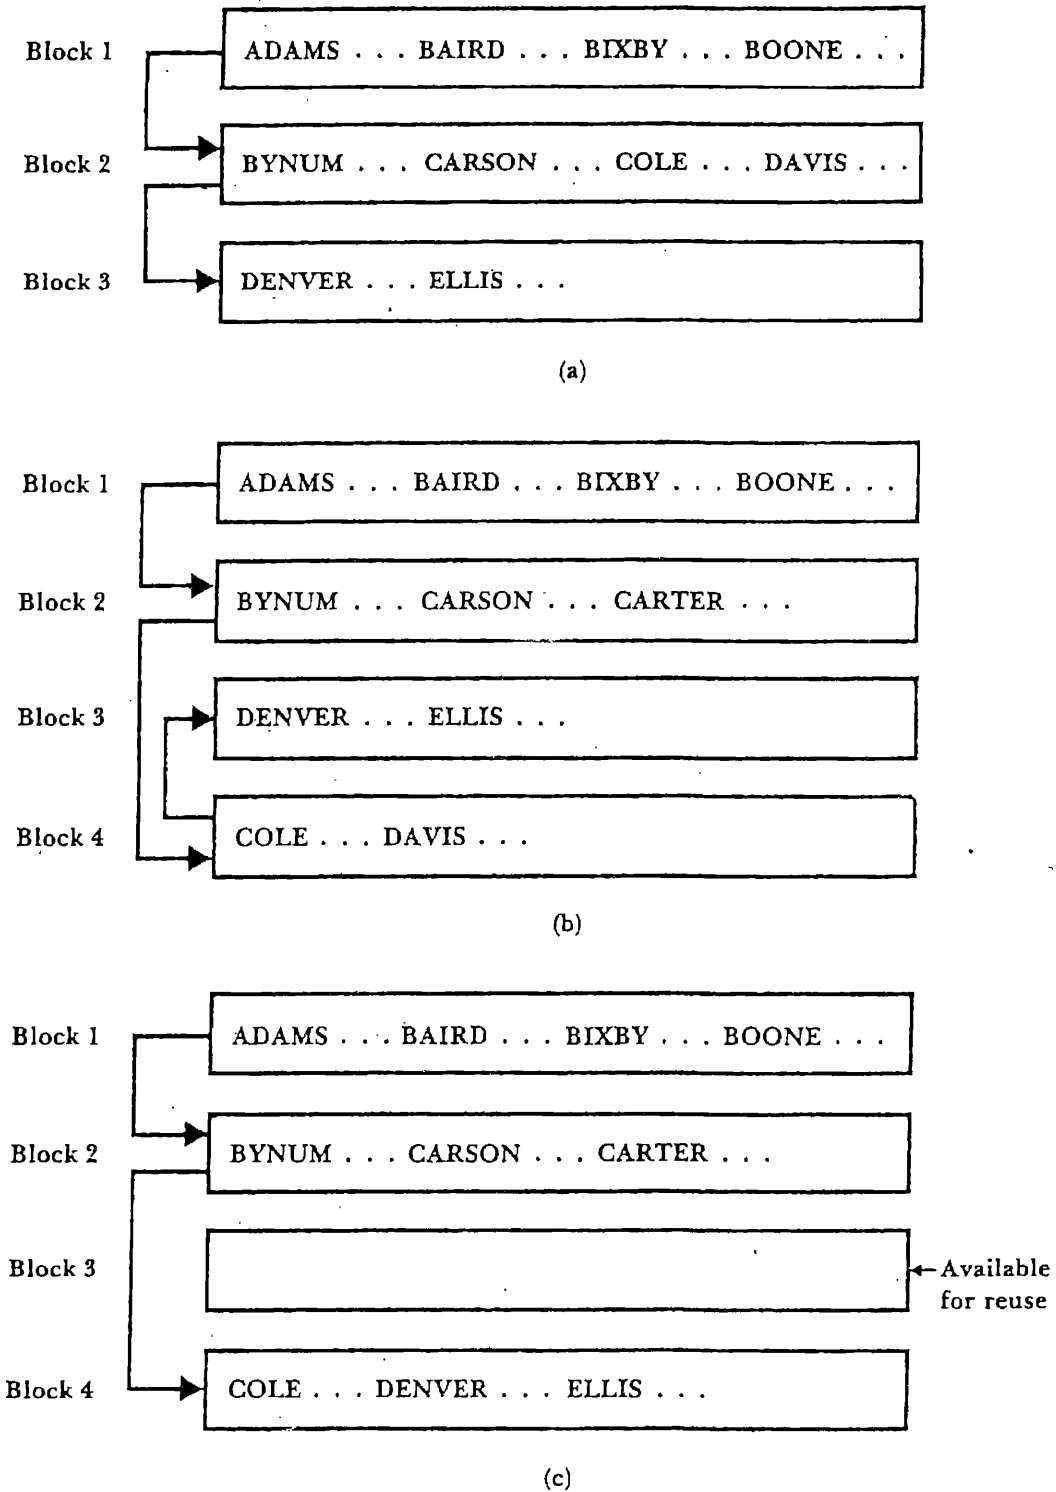 Block 1 ADAMS . . . BAIRD . . . BIXBY . . . BOONE . . .
Block 2 BYNUM . . . CARSON . . . COLE . . . DAVIS . . .
Block 3 DENVER . . . ELLIS . . .
(a)
Block 1 ADAMS . . . BAIRD . . . BIXBY . . . BOONE . . .
Block 2 BYNUM . . . CARSON . . . CARTER . . .
Block 3 DENVER . . . ELLIS . . .
Block 4 COLE . . . DAVIS . . .
(b)
Block 1 ADAMS . . . BAIRD . . . BIXBY . . . BOONE . . .
Block 2 BYNUM . . . CARSON . . . CARTER . . .
Block 3 Available
for reuse
Block 4 COLE . . . DENVER . . . ELLIS . . .
(c)